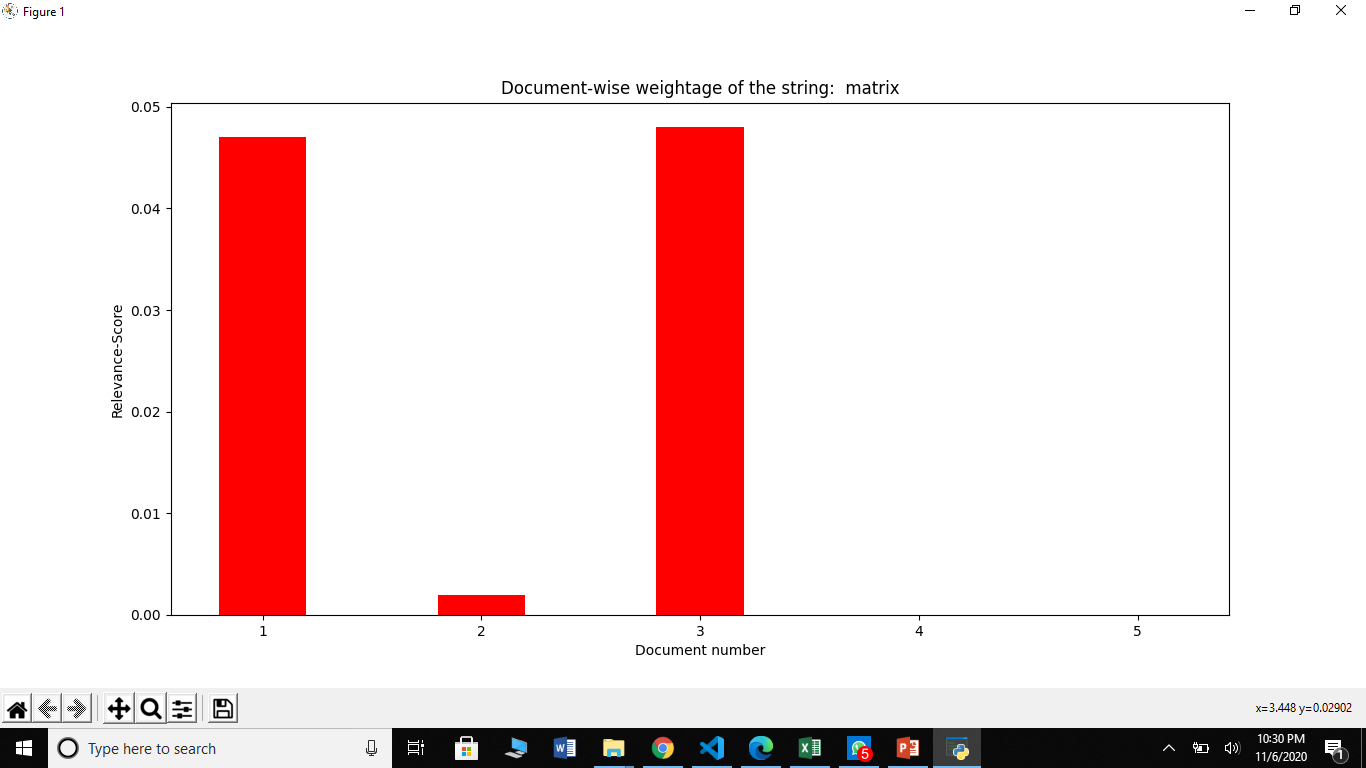 Figure 1
Document-wise weightage of the string:  matrix
0.05
0.04
0.03
0.02
0.01
0.00
Relevance-Score
1 2 3 4 5
Document number
x=3.448 y=0.02902
Type here to search
W
X
5
P
10:30 PM
11/6/2020
1